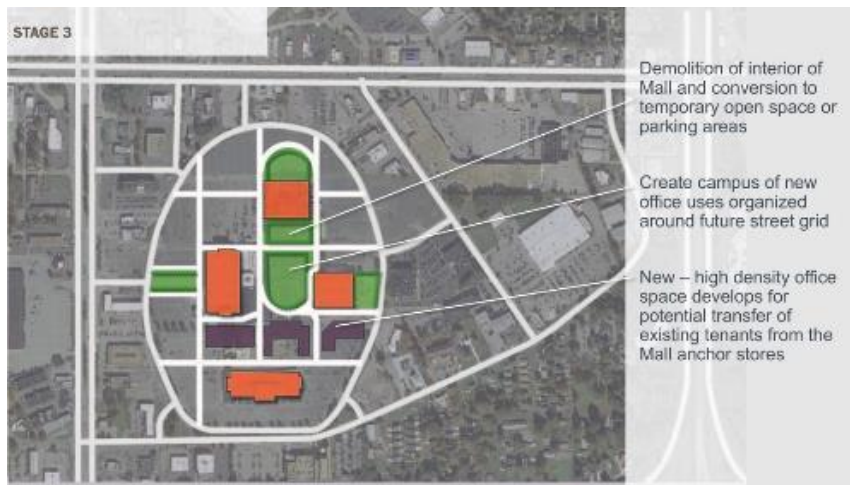 STAGE 3
Demolition of interior of
Mall and conversion to
temporary open space or
parking areas
Create campus of new
office uses organized
around future street grid
New – high density office
space develops for
potential transfer of
existing tenants from the
Mall anchor stores